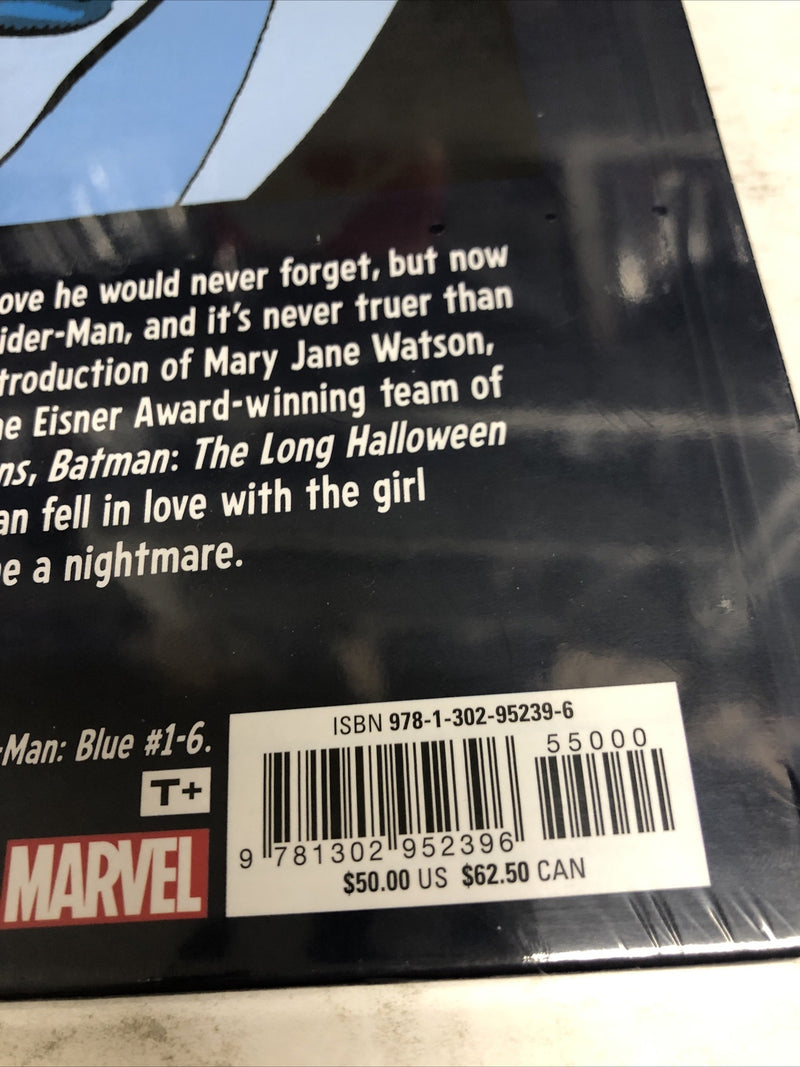 ove he would never forget, but now
ider-Man, and it's never truer than
troduction of Mary Jane Watson,
e Eisner Award-winning team of
ns, Batman: The Long Halloween
an fell in love with the girl
e a nightmare.
-Man: Blue #1-6.
T+
MARVEL
ISBN 978-1-302-95239-6
55000
9 781302 952396
$50.00 US $62.50 CAN